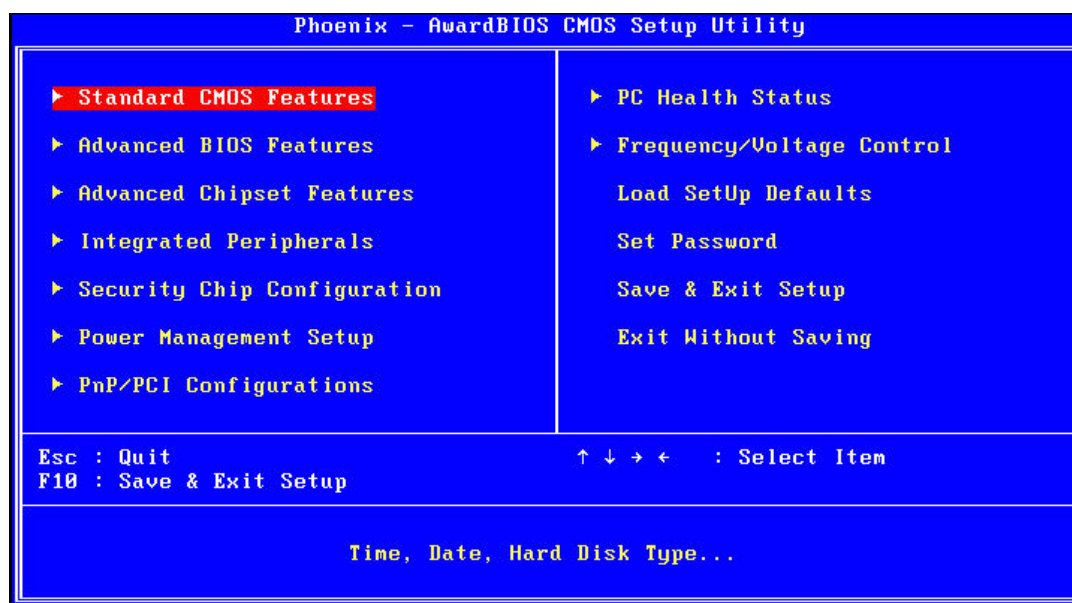 Phoenix - AwardBIOS CMOS Setup Utility
▶ Standard CMOS Features
▶ Advanced BIOS Features
▶ Advanced Chipset Features
▶ Integrated Peripherals
▶ Security Chip Configuration
▶ Power Management Setup
▶ PnP/PCI Configurations
▶ PC Health Status
▶ Frequency/Voltage Control
Load SetUp Defaults
Set Password
Save & Exit Setup
Exit Without Saving
Esc : Quit
F10 : Save & Exit Setup
↑ ↓ → ← : Select Item
Time, Date, Hard Disk Type...